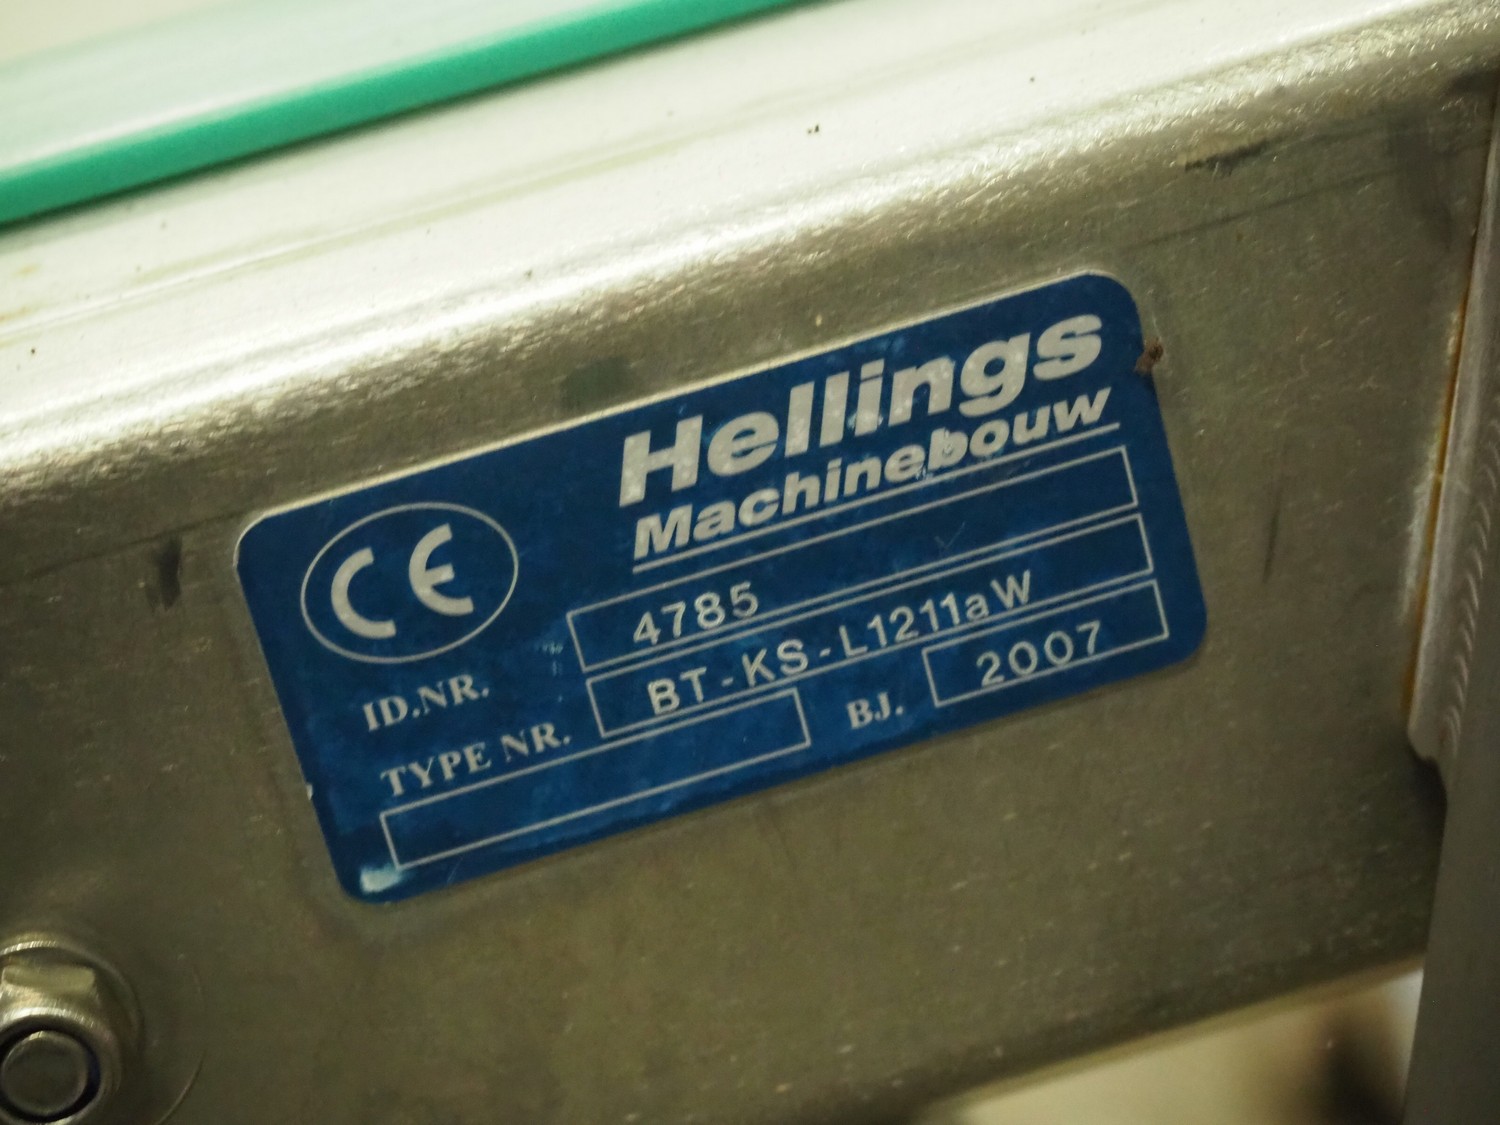 Hellings
Machinebouw
CE
ID.NR. 4785
TYPE NR. BT-KS-L1211aW
BJ. 2007